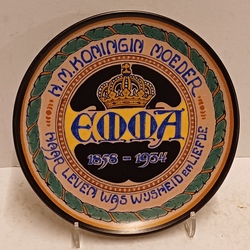 H.M. KONINGIN MOEDER
EMMA
1858 - 1934
HAAR LEVEN WAS WIJSHEID EN LIEFDE